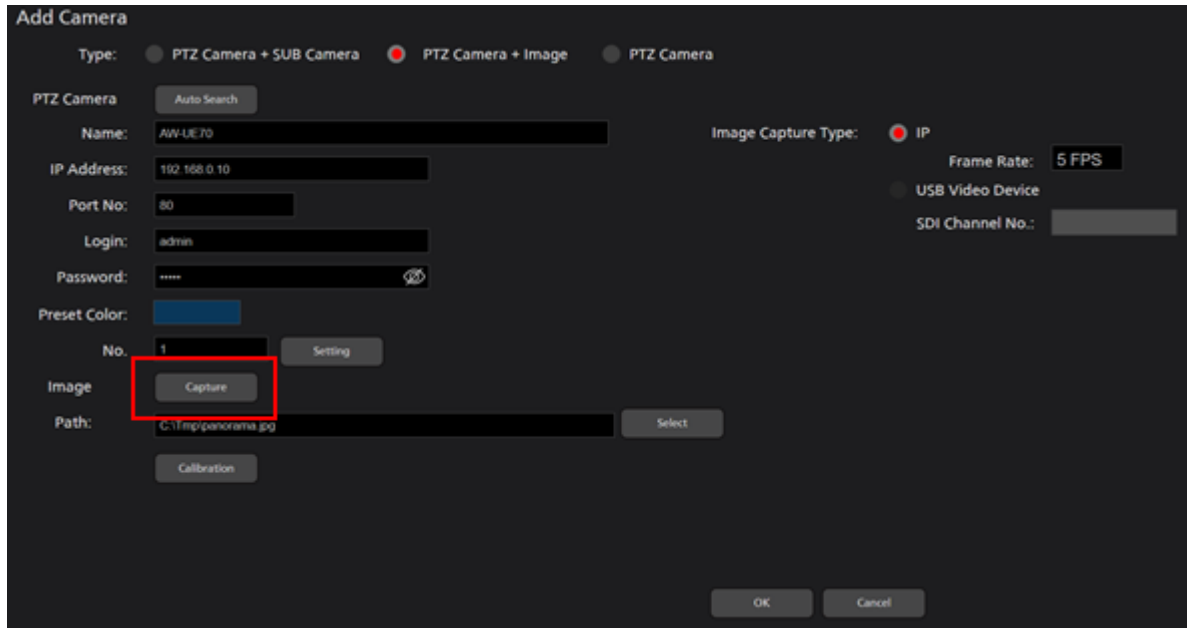 Add Camera
Type: PTZ Camera + SUB Camera PTZ Camera + Image PTZ Camera
PTZ Camera Auto Search
Name: AW-UE70 Image Capture Type: IP
IP Address: 192.168.0.10 Frame Rate: 5 FPS
USB Video Device
Port No: 80
SDI Channel No.:
Login: admin
Password: •••••
Preset Color:
No. 1 Setting
Image Capture
Path: C:\Tmp\panorama.jpg Select
Calibration
OK Cancel